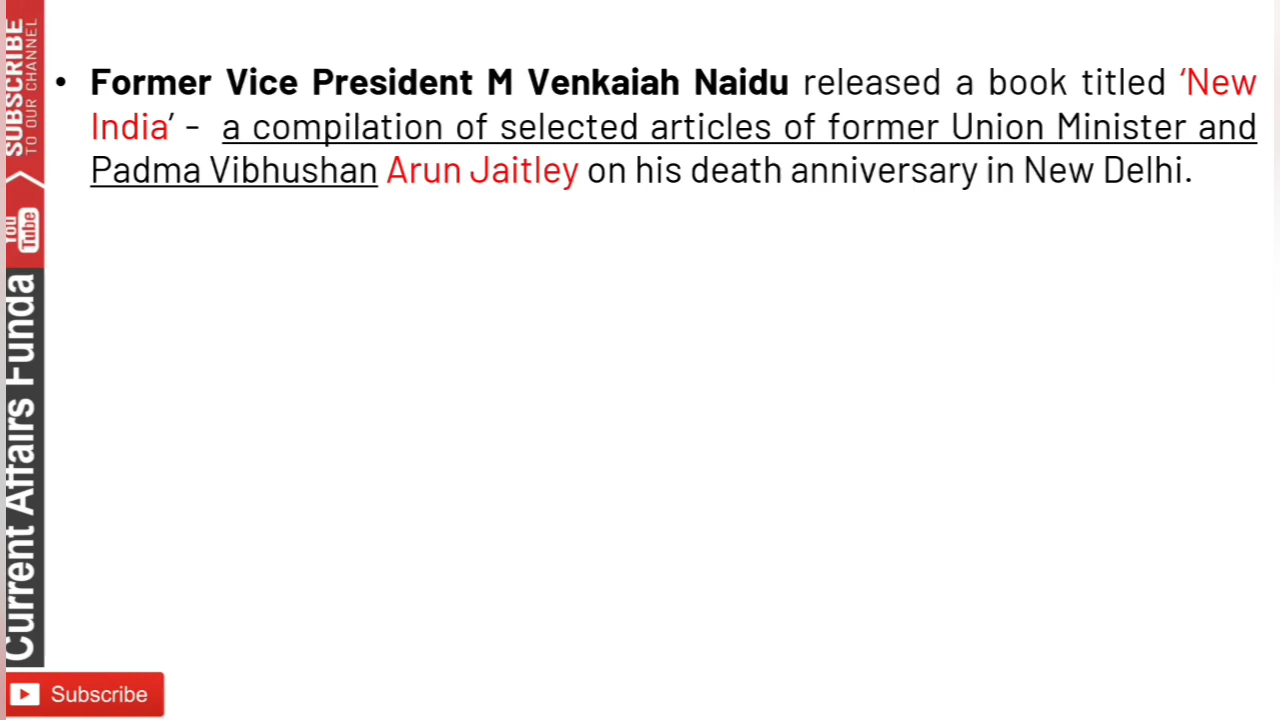 • Former Vice President M Venkaiah Naidu released a book titled ‘New
India’ - a compilation of selected articles of former Union Minister and
Padma Vibhushan Arun Jaitley on his death anniversary in New Delhi.
SUBSCRIBE
TO OUR CHANNEL
You
Tube
Current Affairs Funda
Subscribe